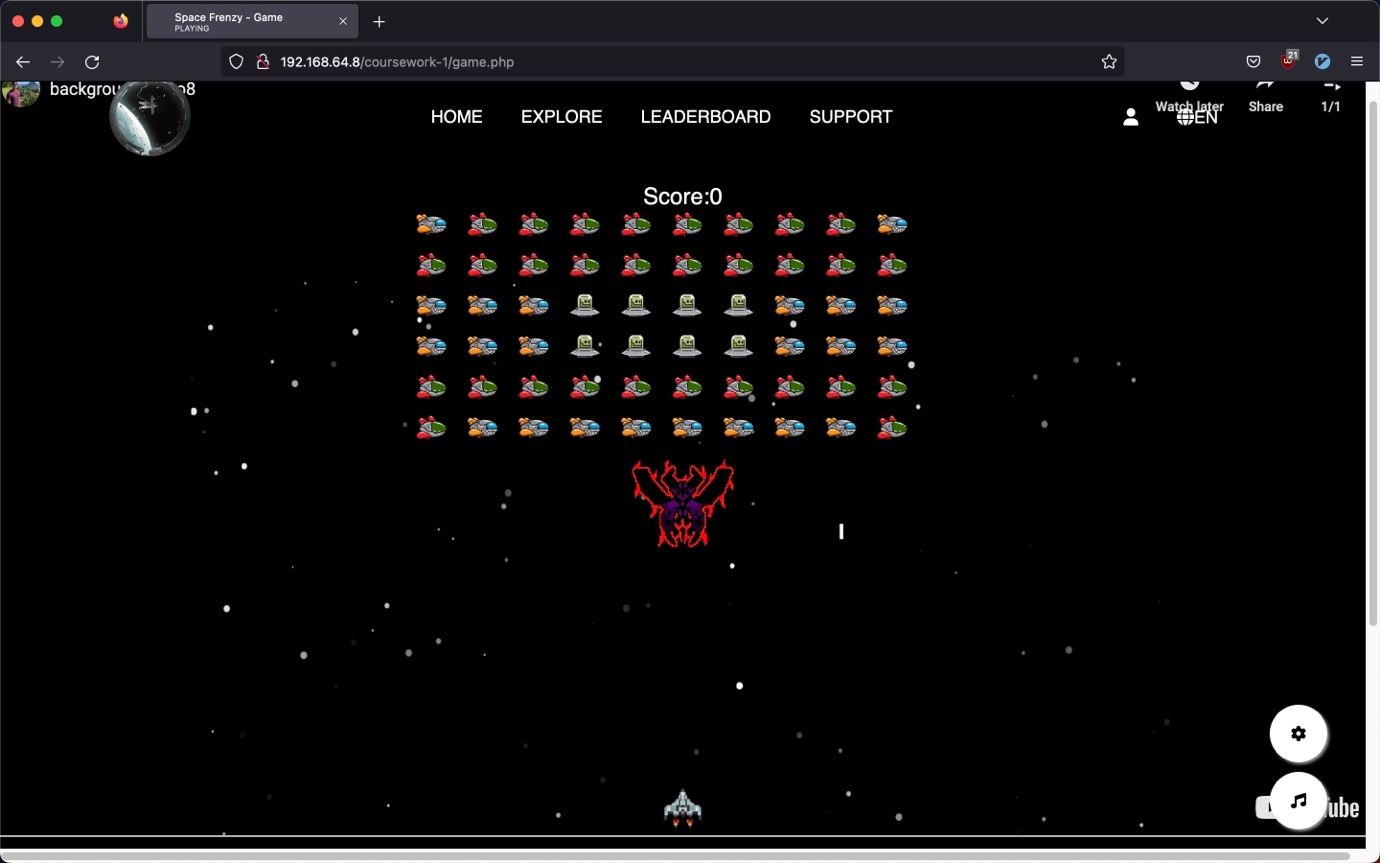 Space Frenzy - Game
PLAYING
192.168.64.8/coursework-1/game.php
21
HOME EXPLORE LEADERBOARD SUPPORT
Watch later Share 1/1
EN
Score:0